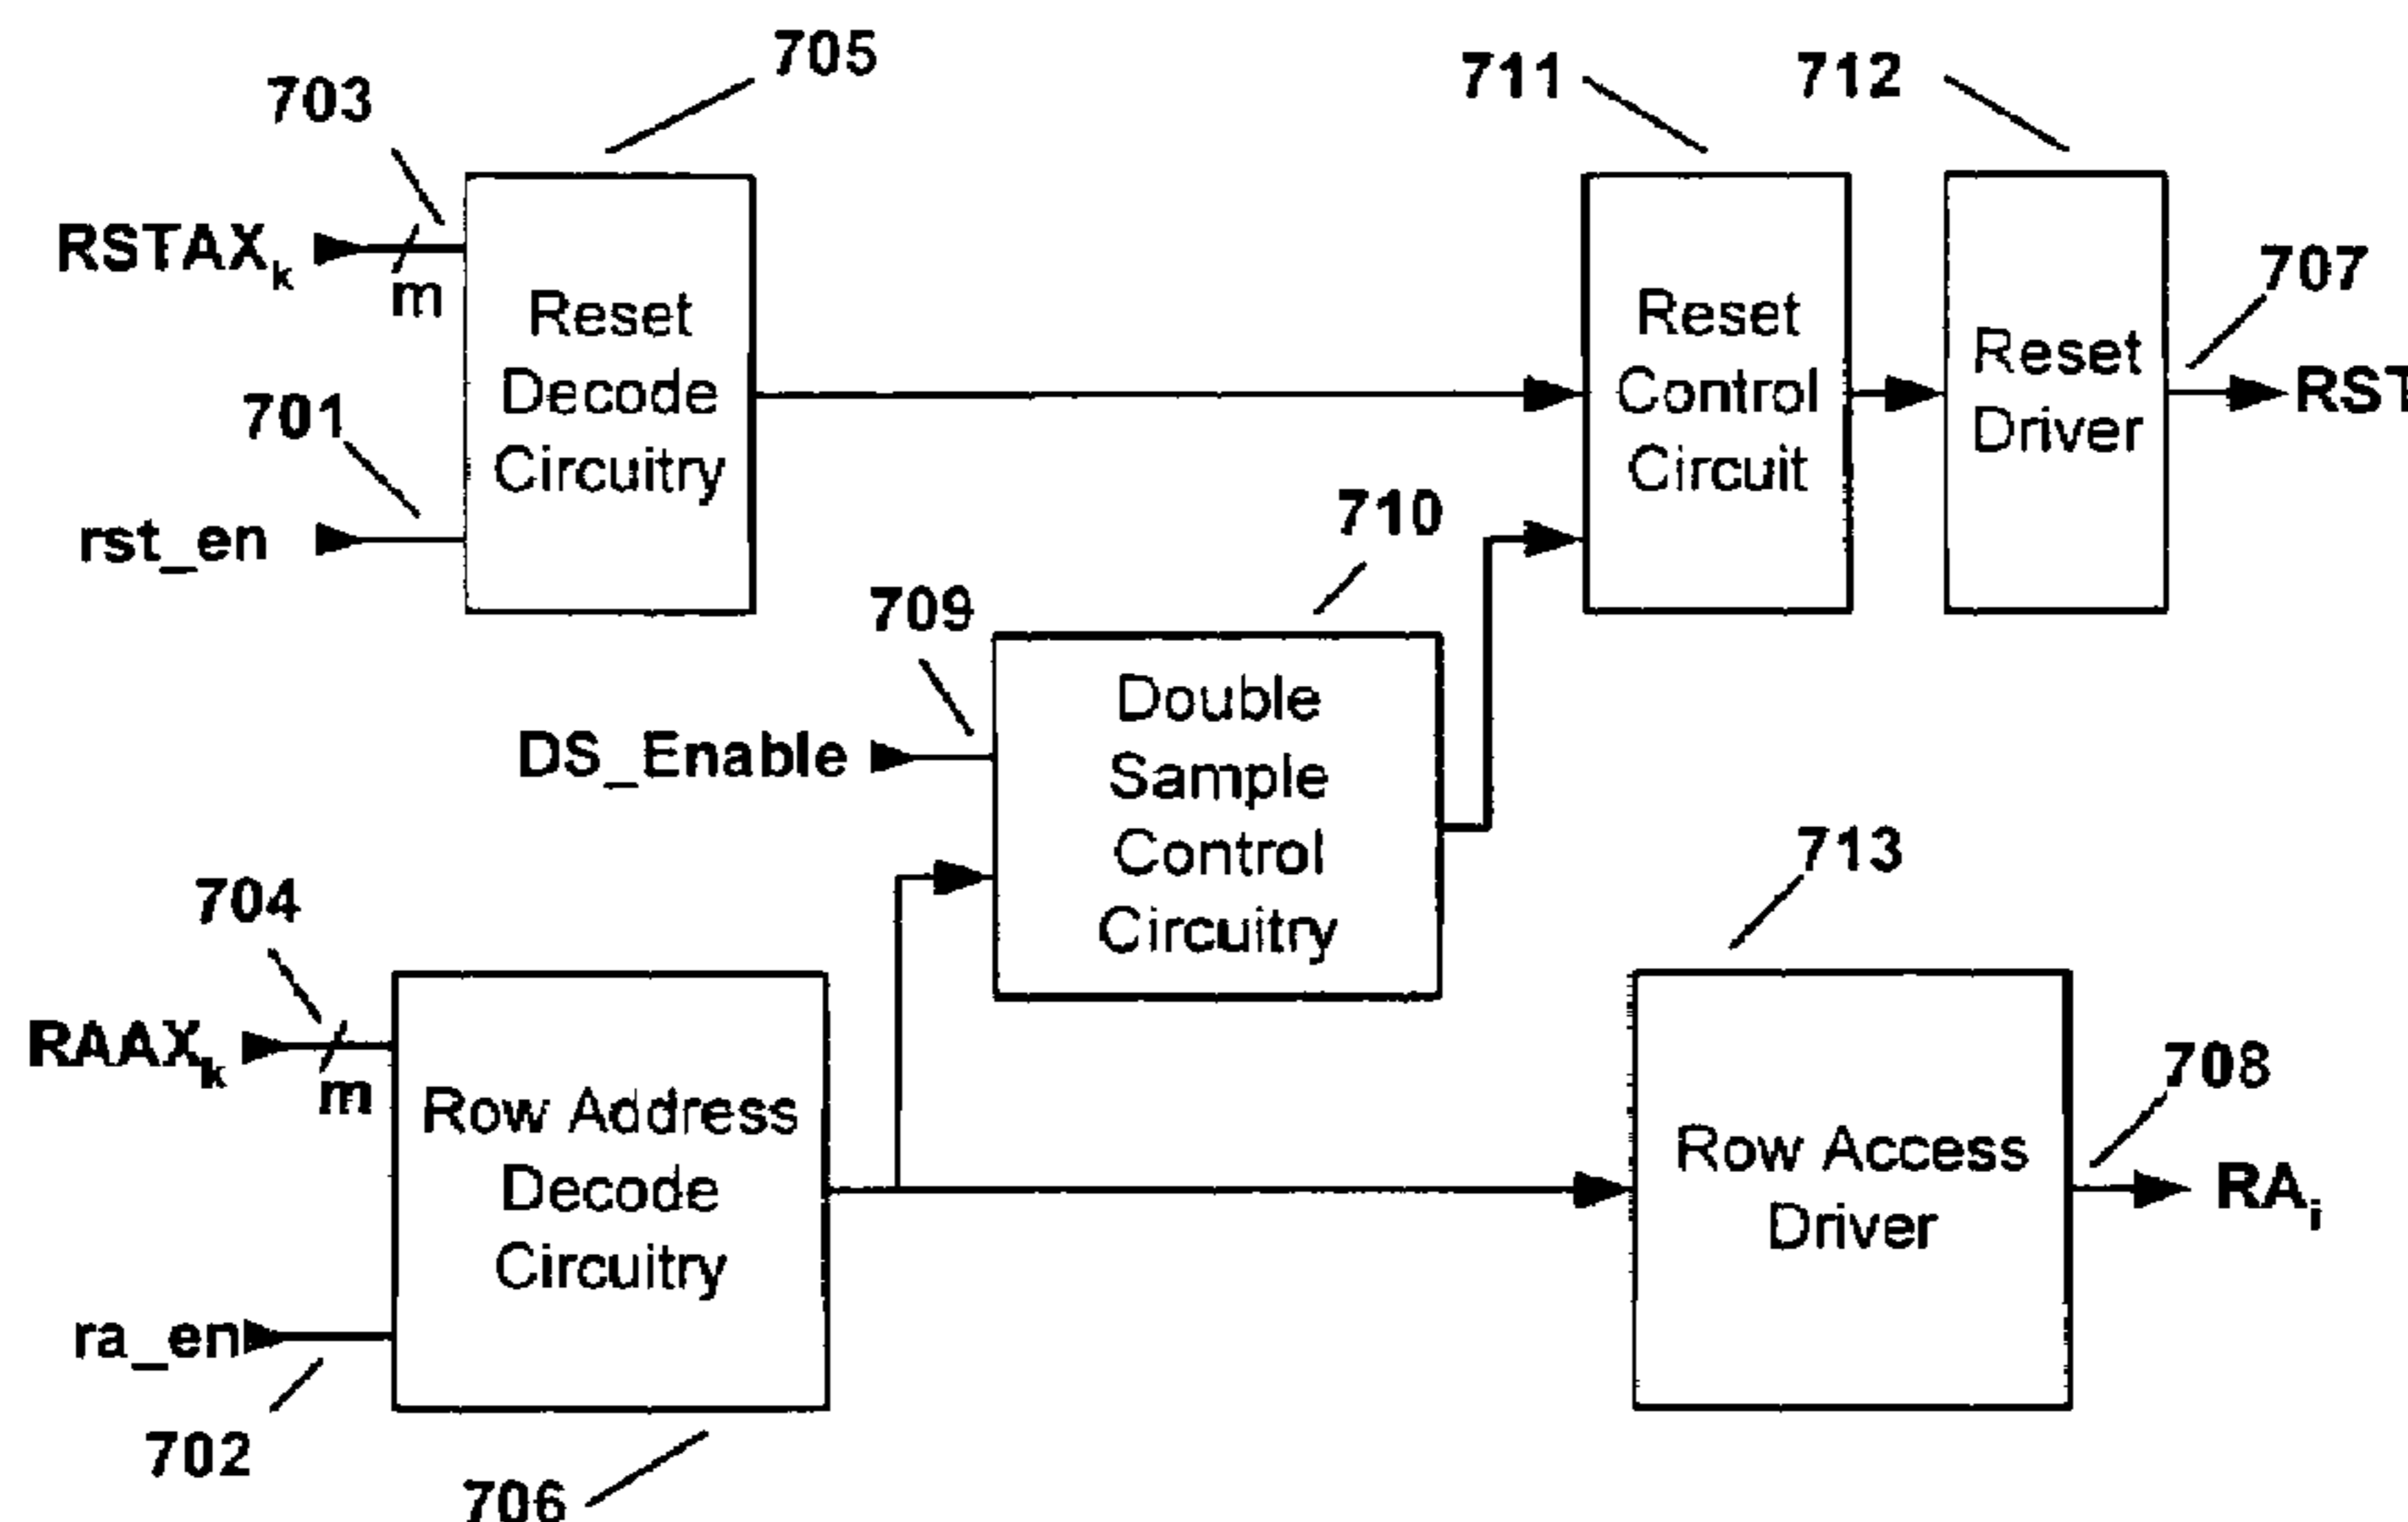 705
703
711
712
RSTAXk
m
Reset
Decode
Circuitry
701
rst_en
Reset
Control
Circuit
Reset
Driver
707
RST
710
709
Double
Sample
Control
Circuitry
DS_Enable
713
704
RAAXk
m
Row Address
Decode
Circuitry
ra_en
702
706
Row Access
Driver
708
RAi